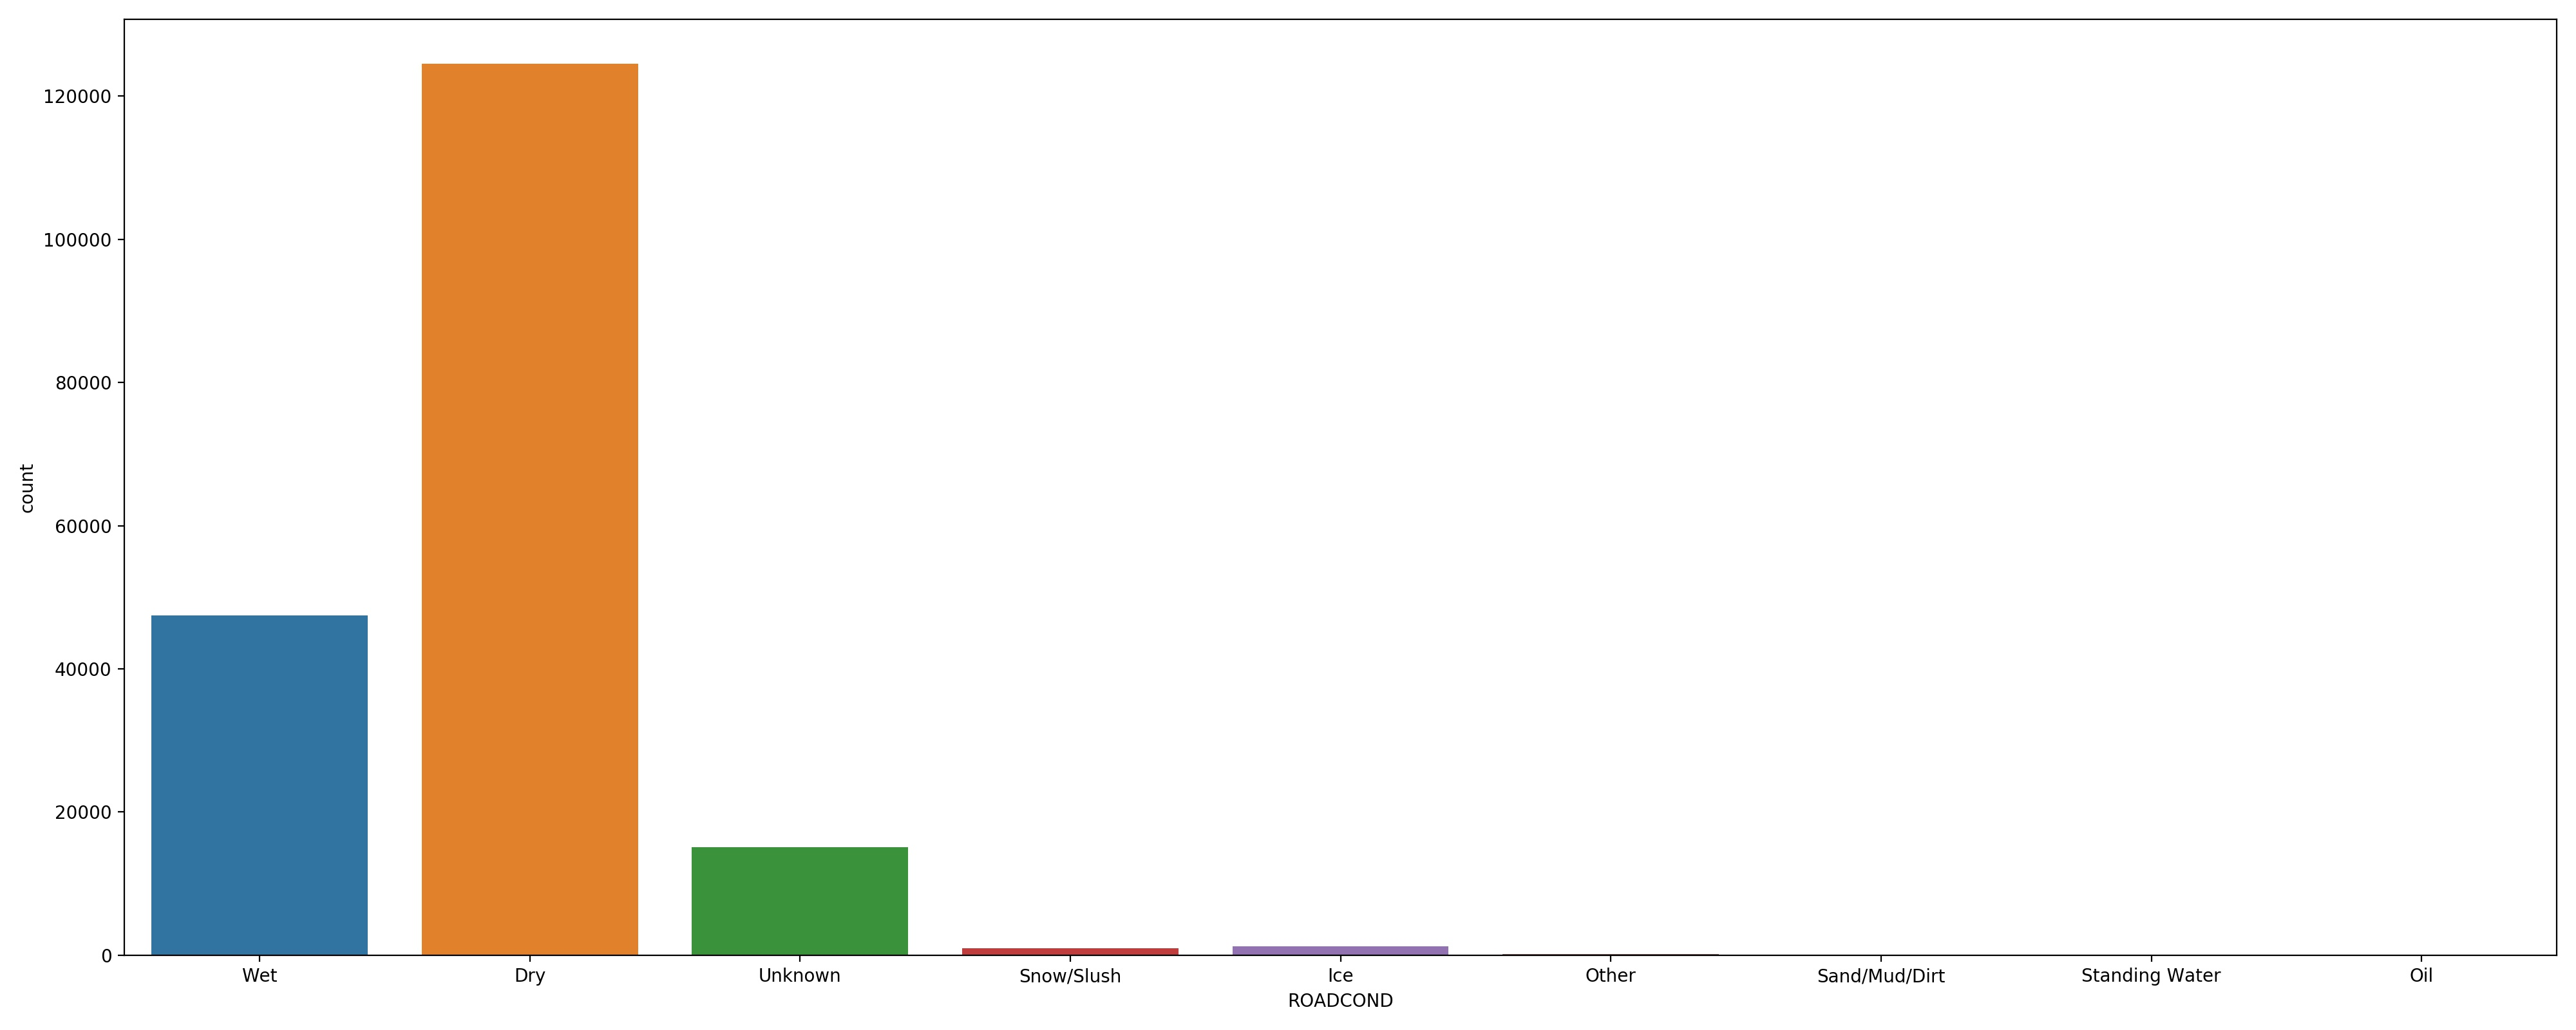 120000
100000
80000
60000
40000
20000
0
count
Wet Dry Unknown Snow/Slush Ice Other Sand/Mud/Dirt Standing Water Oil
ROADCOND